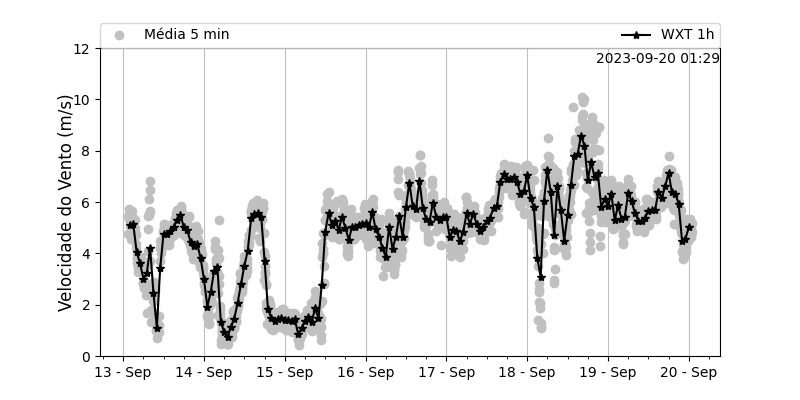 Média 5 min
WXT 1h
2023-09-20 01:29
Velocidade do Vento (m/s)
12
10
8
6
4
2
0
13 - Sep
14 - Sep
15 - Sep
16 - Sep
17 - Sep
18 - Sep
19 - Sep
20 - Sep